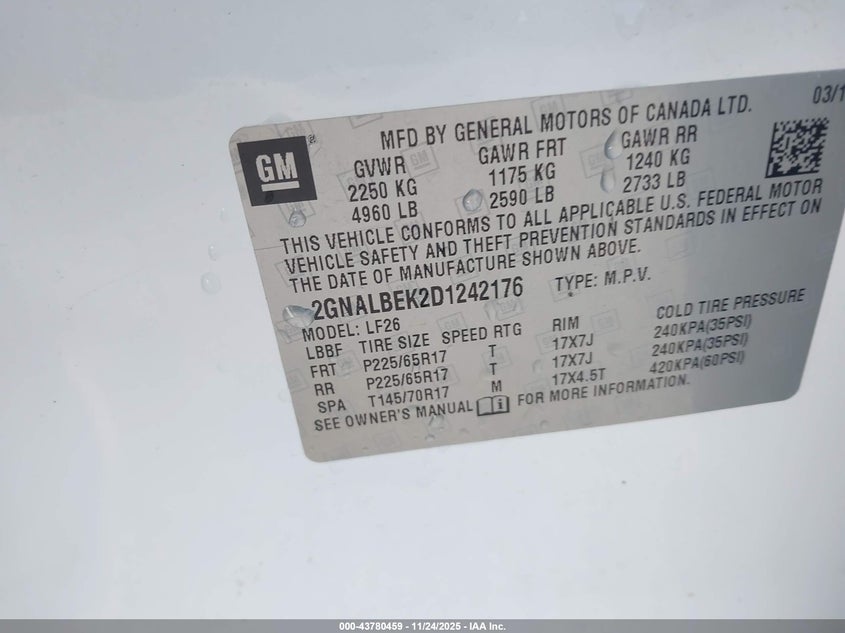 03/1
MFD BY GENERAL MOTORS OF CANADA LTD.
GM
GVWR GAWR FRT GAWR RR
2250 KG 1175 KG 1240 KG
4960 LB 2590 LB 2733 LB
THIS VEHICLE CONFORMS TO ALL APPLICABLE U.S. FEDERAL MOTOR
VEHICLE SAFETY AND THEFT PREVENTION STANDARDS IN EFFECT ON
THE DATE OF MANUFACTURE SHOWN ABOVE.
2GNALBEK2D1242176 TYPE: M.P.V.
MODEL: LF26
LBBF TIRE SIZE SPEED RTG RIM COLD TIRE PRESSURE
FRT P225/65R17 T 17X7J 240KPA(35PSI)
RR P225/65R17 T 17X7J 240KPA(35PSI)
SPA T145/70R17 M 17X4.5T 420KPA(60PSI)
SEE OWNER'S MANUAL FOR MORE INFORMATION.
000-43780459 - 11/24/2025 - IAA Inc.